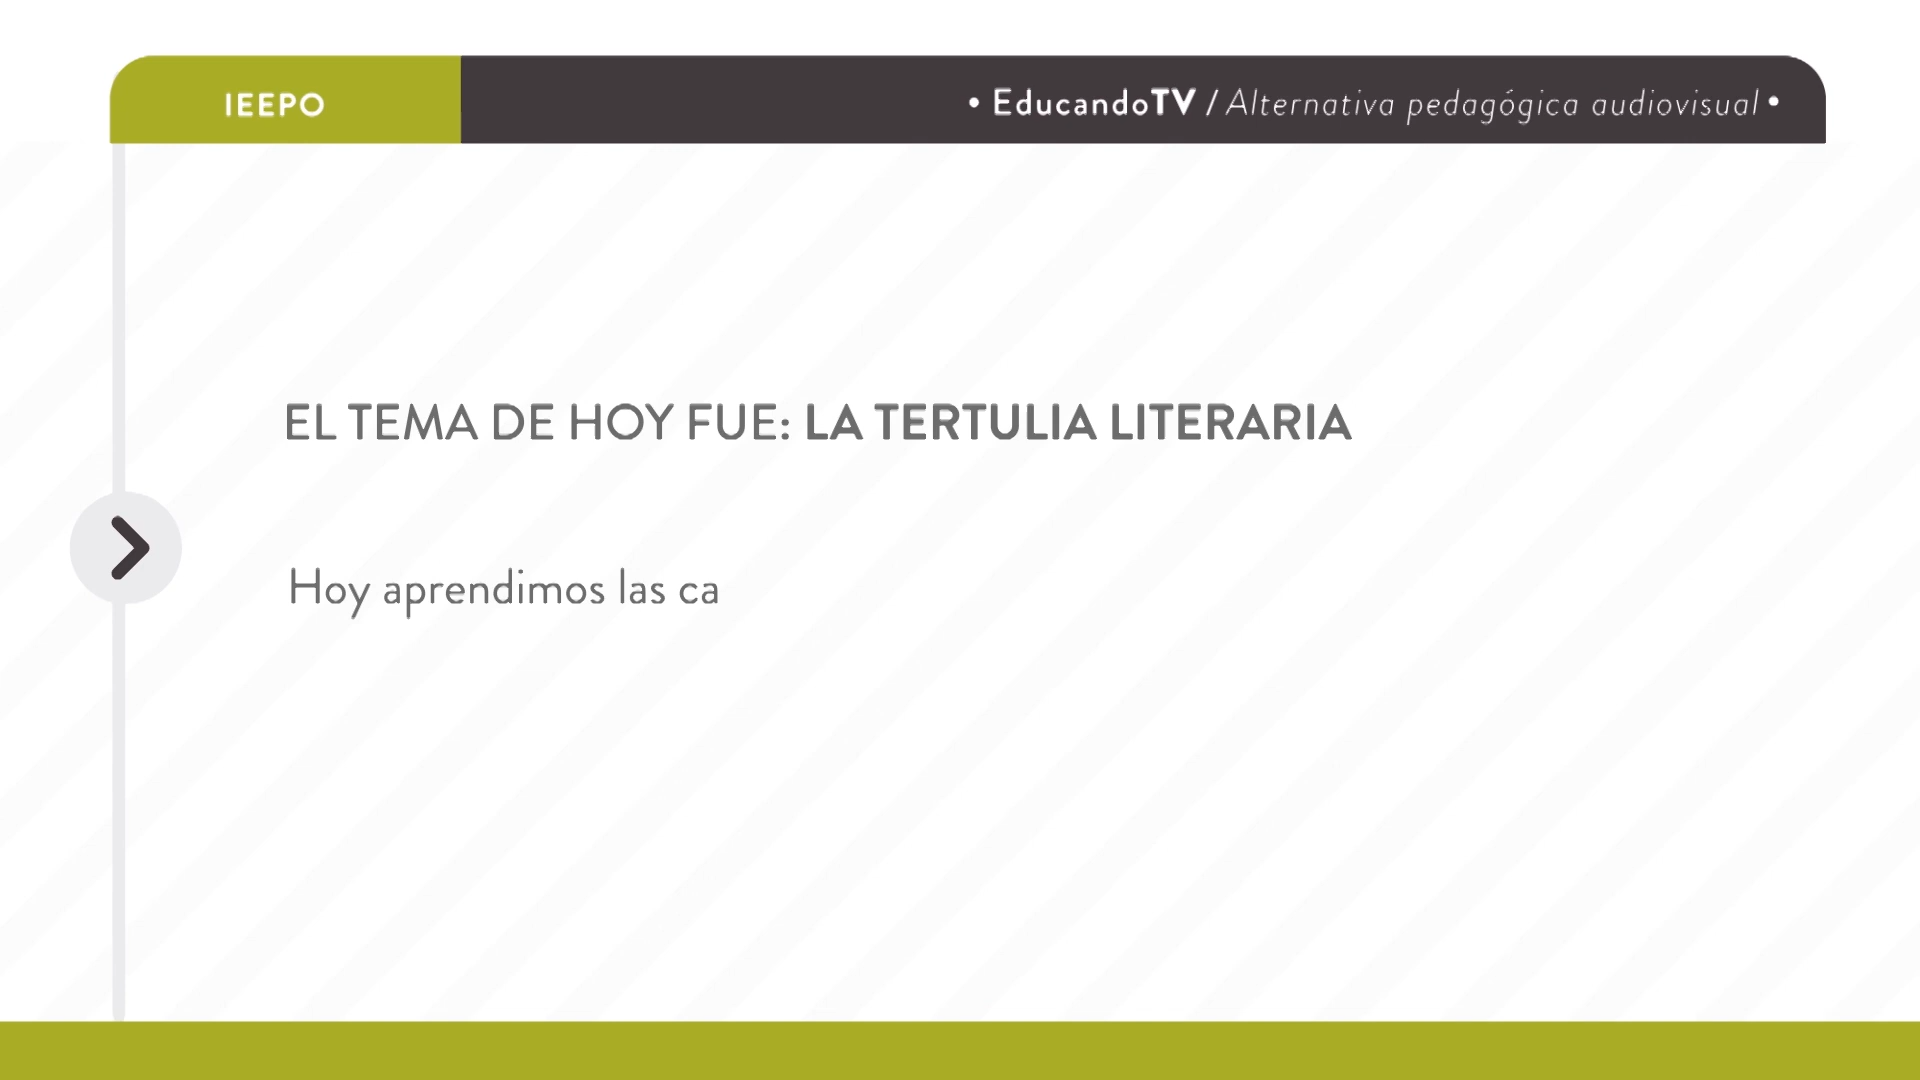 IEEPO
• EducandoTV / Alternativa pedagógica audiovisual •
EL TEMA DE HOY FUE: LA TERTULIA LITERARIA
Hoy aprendimos las ca